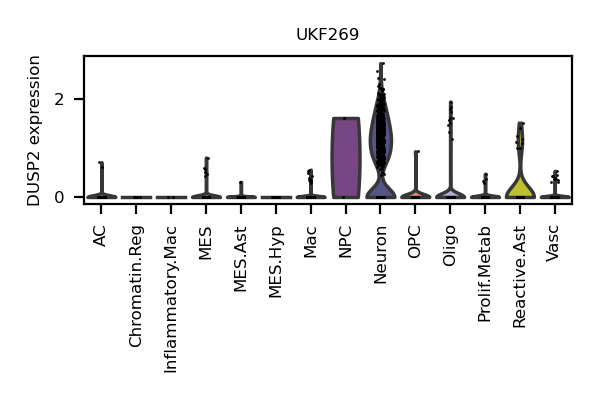 UKF269
DUSP2 expression
2
0
AC
Chromatin.Reg
Inflammatory.Mac
MES
MES.Ast
MES.Hyp
Mac
NPC
Neuron
OPC
Oligo
Prolif.Metab
Reactive.Ast
Vasc